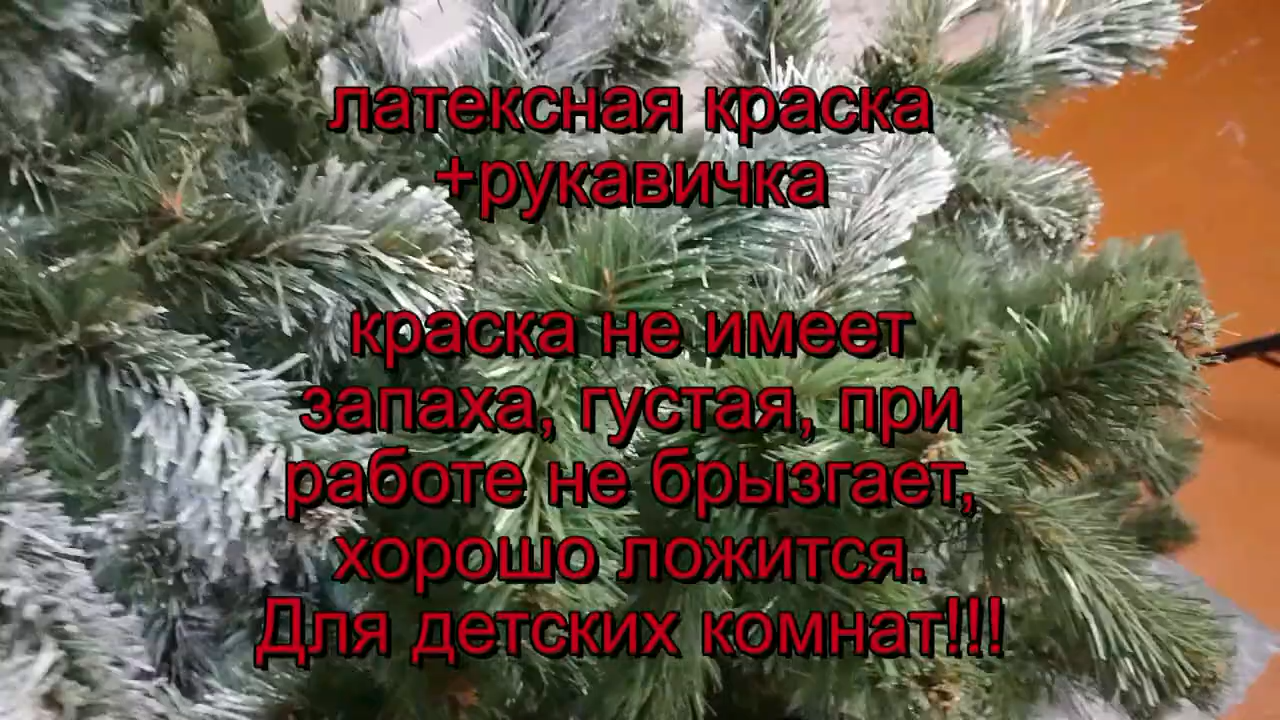 латексная краска
+рукавичка
краска не имеет
запаха, густая, при
работе не брызгает,
хорошо ложится.
Для детских комнат!!!